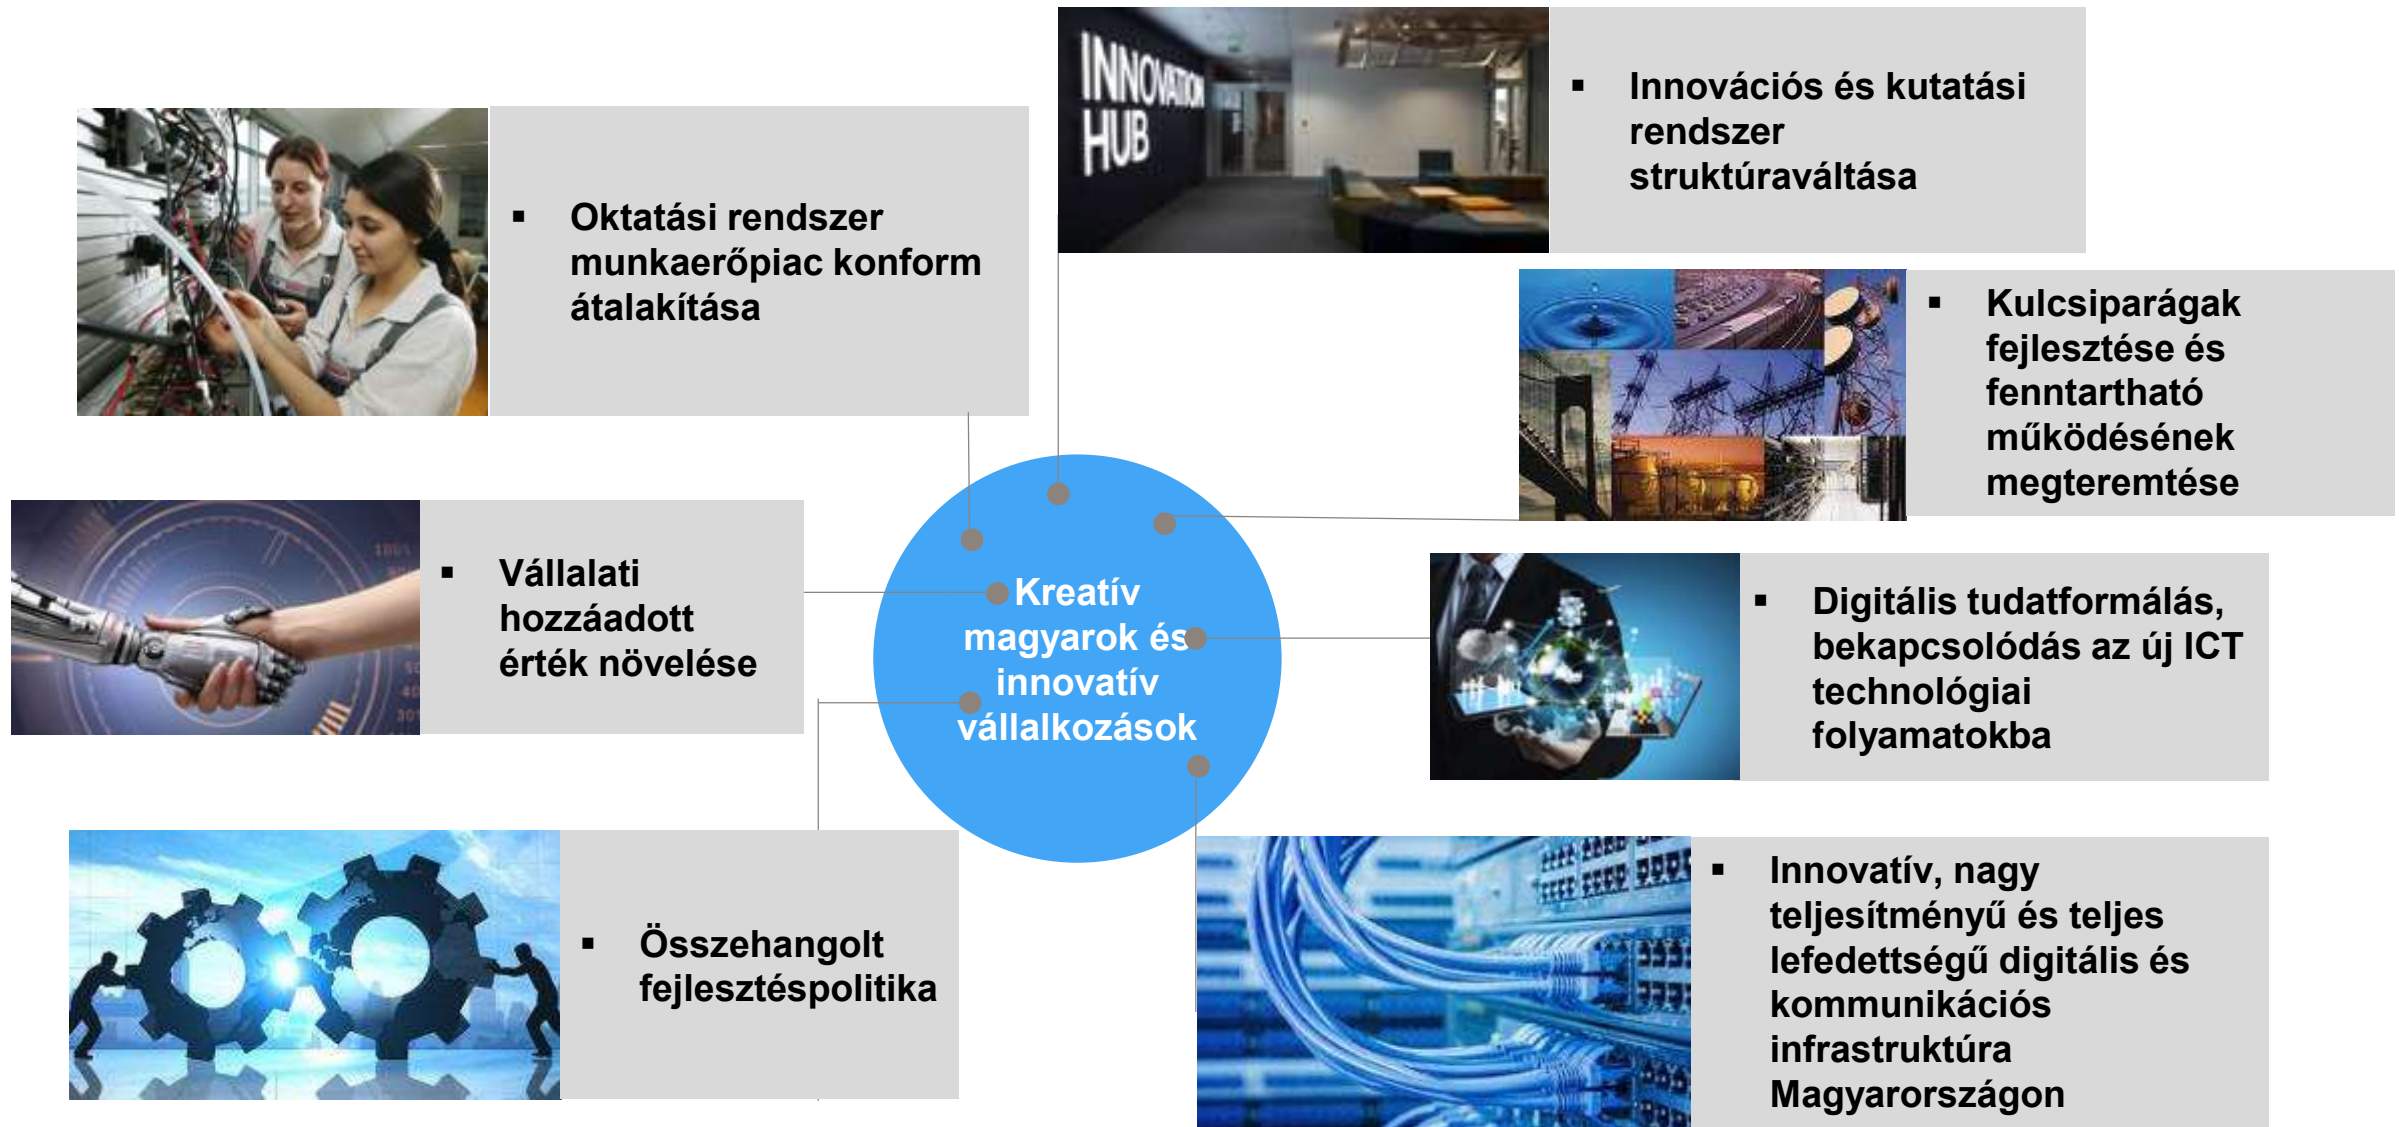 INNOVATION
HUB
▪ Innovációs és kutatási
rendszer
struktúraváltása
▪ Oktatási rendszer
munkaerőpiac konform
átalakítása
▪ Kulcsiparágak
fejlesztése és
fenntartható
működésének
megteremtése
▪ Vállalati
hozzáadott
érték növelése
Kreatív
magyarok és
innovatív
vállalkozások
▪ Digitális tudatformálás,
bekapcsolódás az új ICT
technológiai
folyamatokba
▪ Összehangolt
fejlesztéspolitika
▪ Innovatív, nagy
teljesítményű és teljes
lefedettségű digitális és
kommunikációs
infrastruktúra
Magyarországon